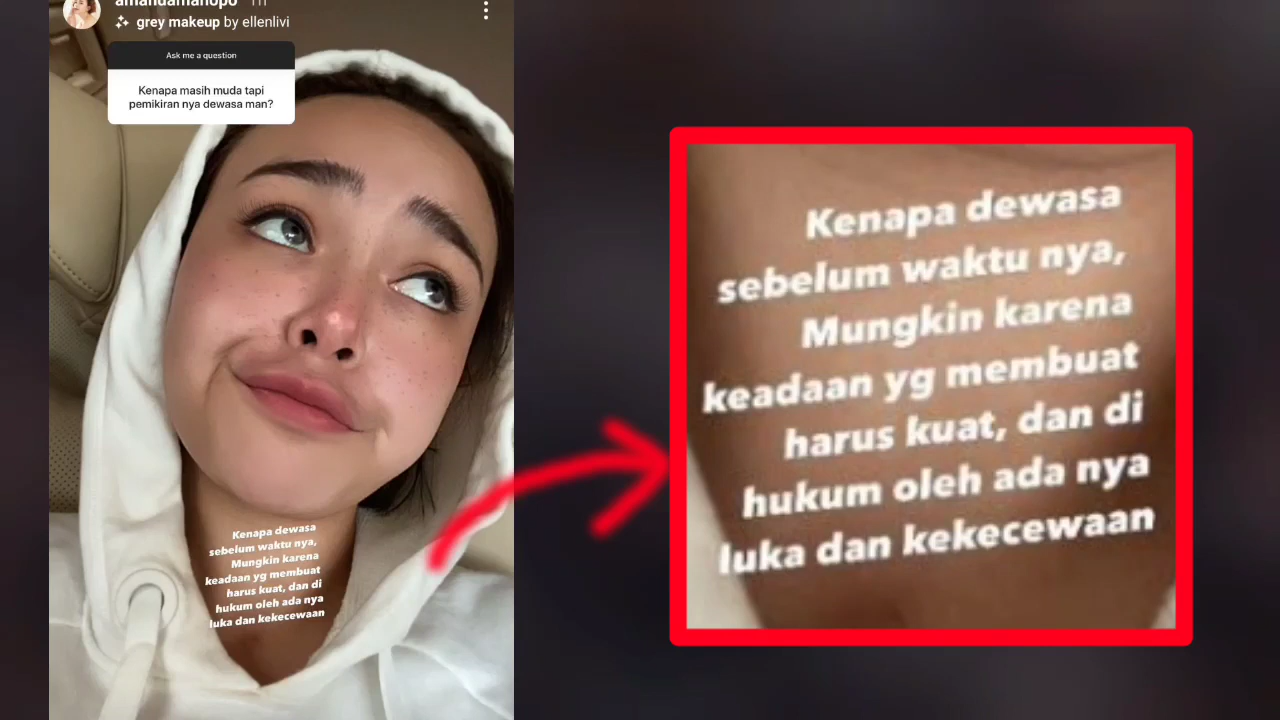 amandamanopo 1h
grey makeup by ellenlivi
Ask me a question
Kenapa masih muda tapi
pemikiran nya dewasa man?
Kenapa dewasa
sebelum waktu nya,
Mungkin karena
keadaan yg membuat
harus kuat, dan di
hukum oleh ada nya
luka dan kekecewaan
Kenapa dewasa
sebelum waktu nya,
Mungkin karena
keadaan yg membuat
harus kuat, dan di
hukum oleh ada nya
luka dan kekecewaan